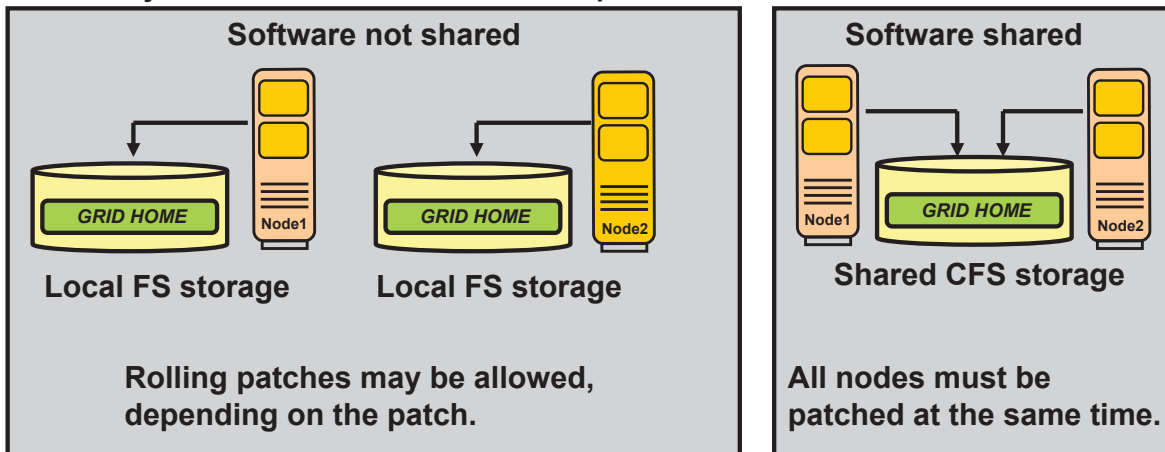 Software not shared
GRID HOME
Node1
GRID HOME
Node2
Local FS storage
Local FS storage
Rolling patches may be allowed,
depending on the patch.
Software shared
Node1
GRID HOME
Node2
Shared CFS storage
All nodes must be
patched at the same time.